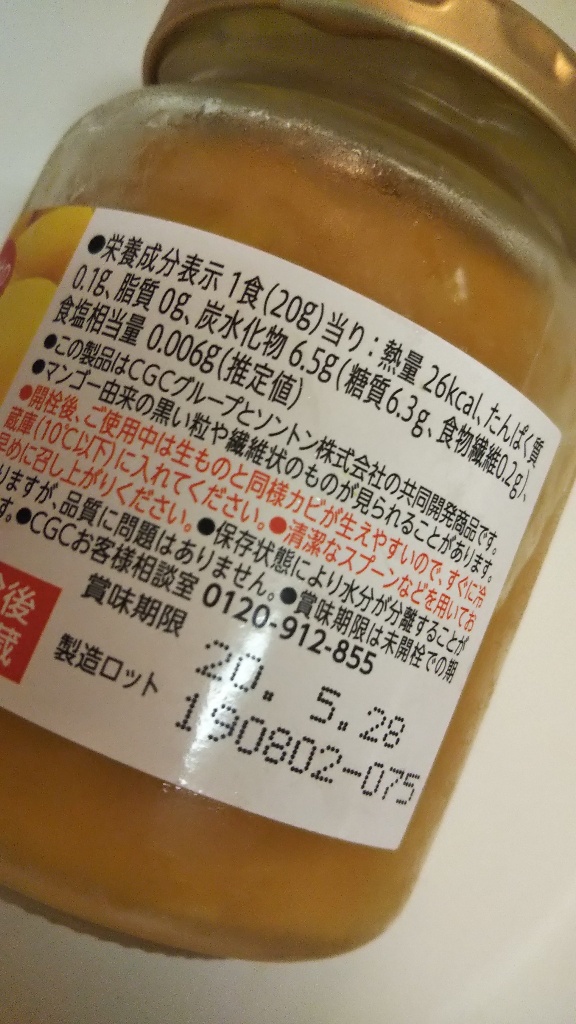 ●栄養成分表示 1食(20g)当り:熱量 26kcal、たんぱく質
0.1g、脂質 0g、炭水化物 6.5g(糖質6.3g、食物繊維0.2g)、
食塩相当量 0.006g(推定値)
●この製品はCGCグループとソントン株式会社の共同開発商品です。
●マンゴー由来の黒い粒や繊維状のものが見られることがあります。
●開栓後、ご使用中は生ものと同様カビが生えやすいので、すぐに冷
蔵庫(10℃以下)に入れてください。●清潔なスプーンなどを用いてお
早めに召し上がりください。●保存状態により水分が分離することが
りますが、品質に問題はありません。●賞味期限は未開栓での期
す。●CGCお客様相談室 0120-912-855
後
蔵
賞味期限 20. 5.28
製造ロット 190802-075